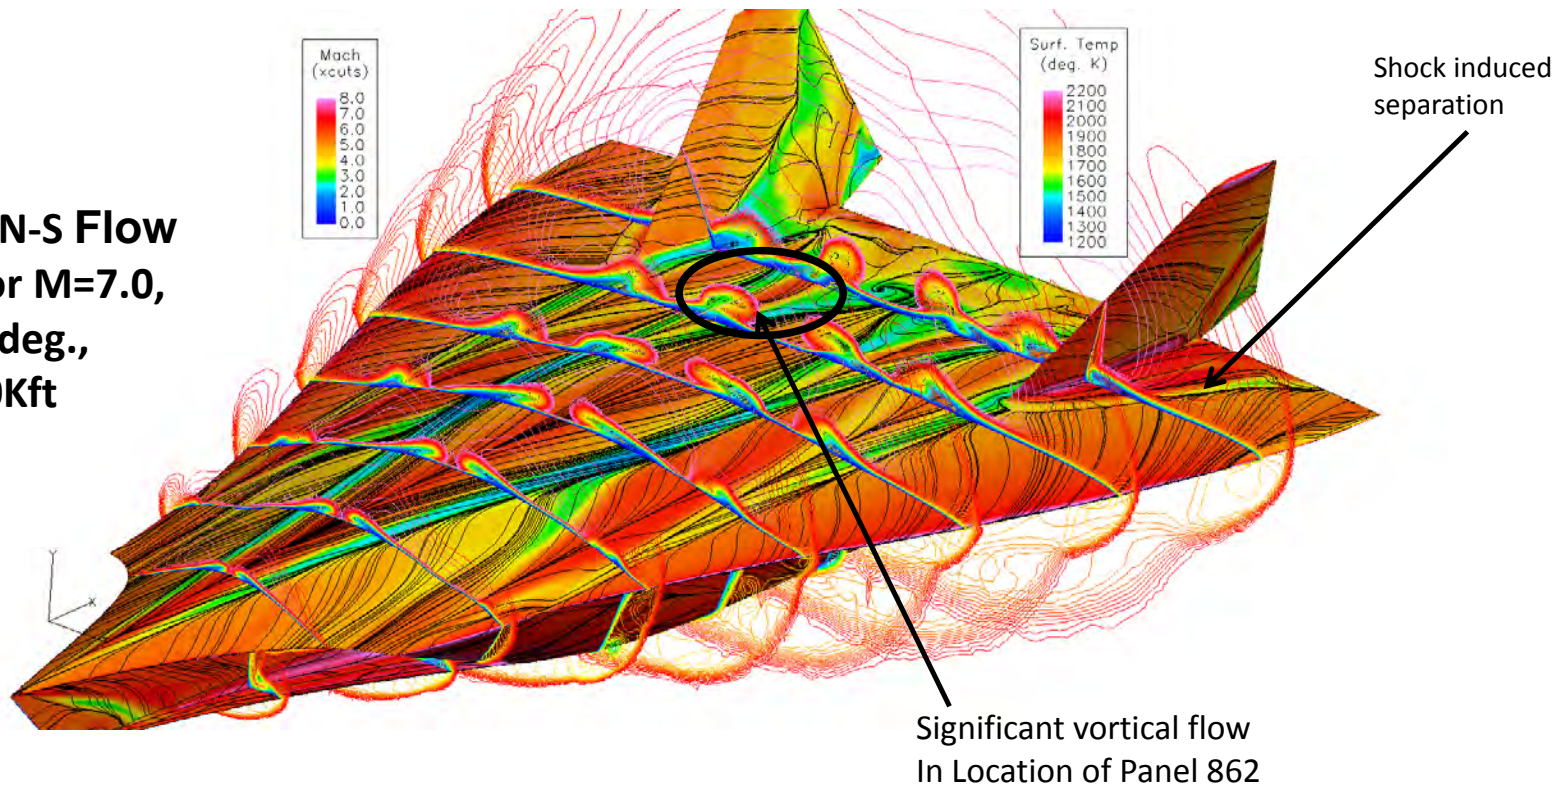 Mach
(xcuts)
8.0
7.0
6.0
5.0
4.0
3.0
2.0
1.0
0.0
Surf. Temp
(deg. K)
2200
2100
2000
1900
1800
1700
1600
1500
1400
1300
1200
Shock induced
separation
N-S Flow
or M=7.0,
deg.,
0Kft
Y
X
Significant vortical flow
In Location of Panel 862